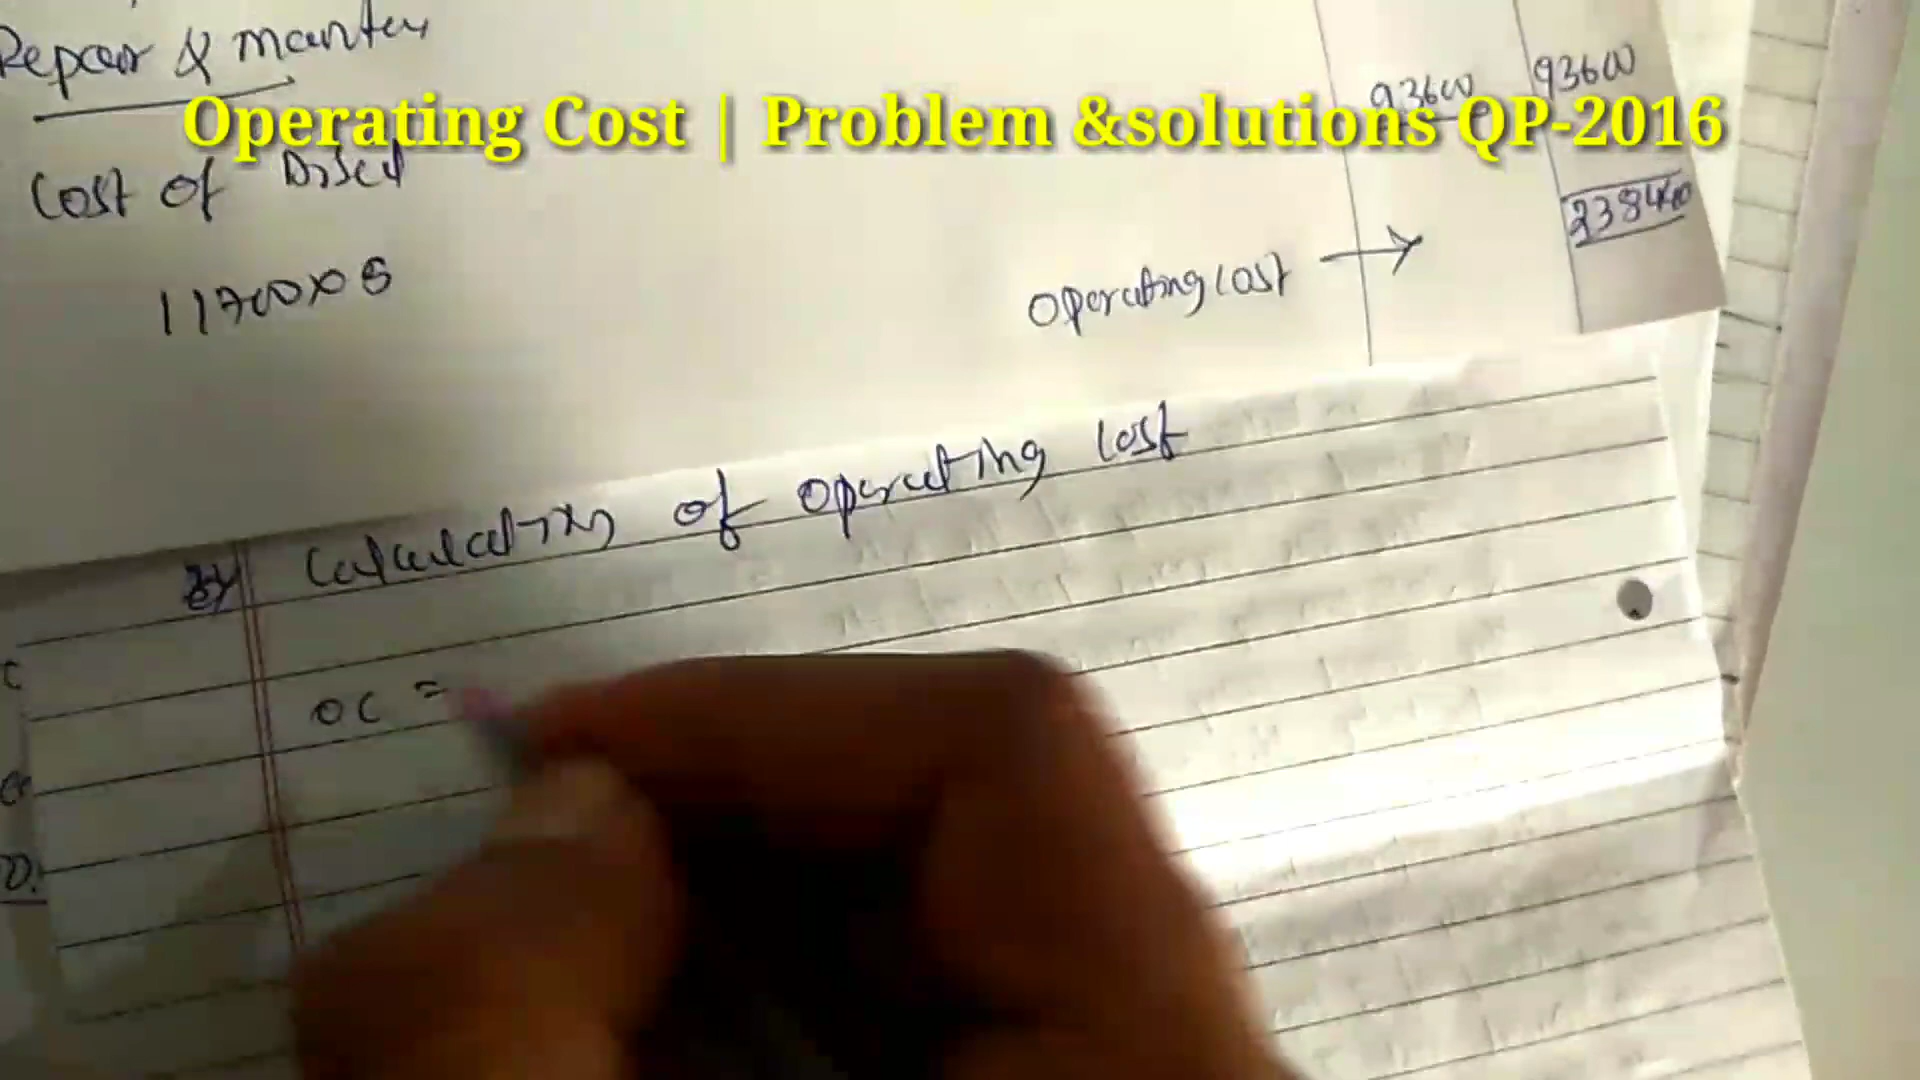 Repair & mainten
93600 93600
Operating Cost | Problem &solutions QP-2016
Cost of Diesel
238440
11700×8
operating cost →
Calculation of operating cost
OC =